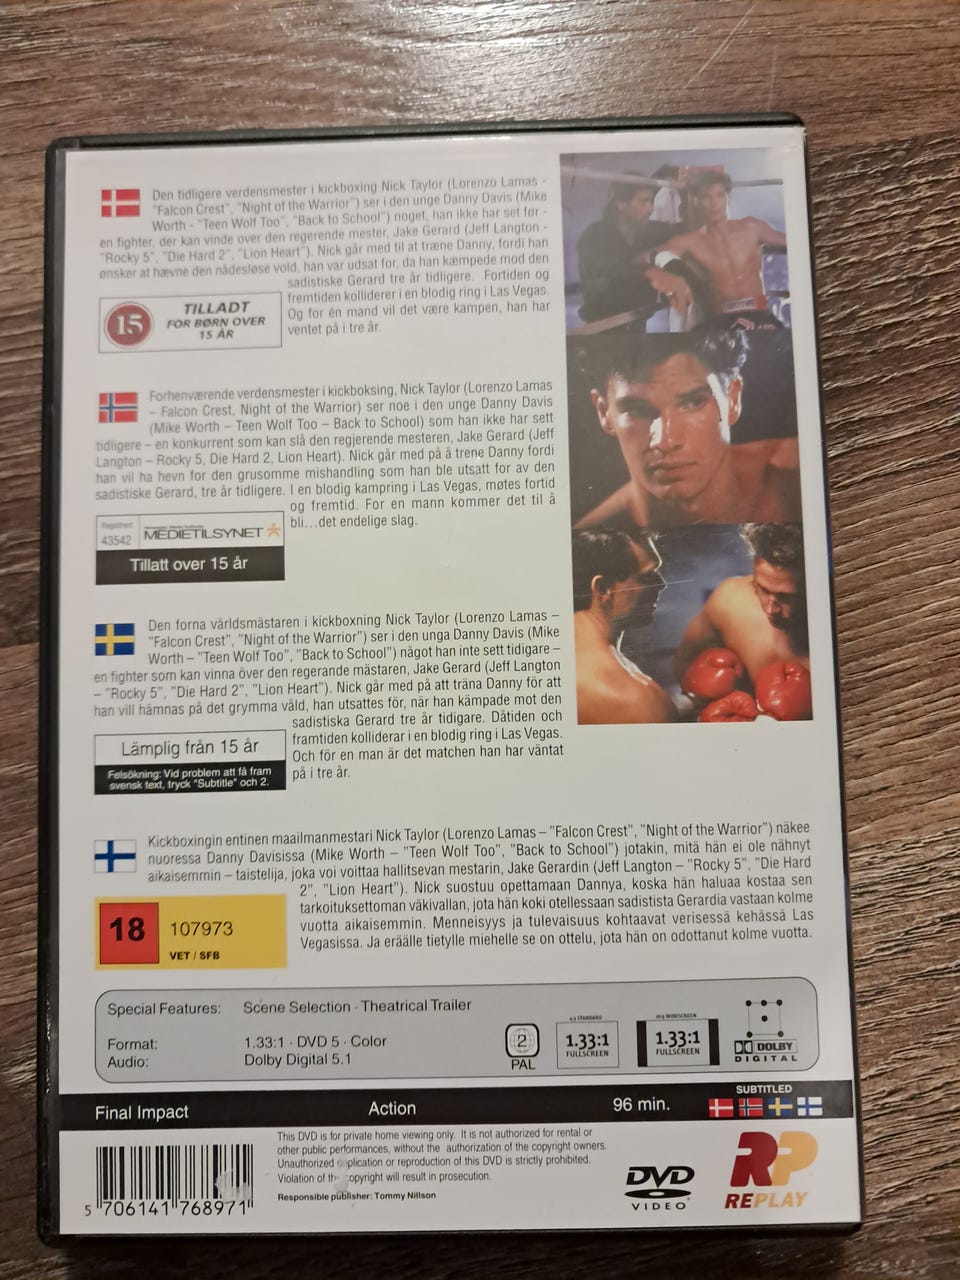 Den tidligere verdensmester i kickboxing Nick Taylor (Lorenzo Lamas -
"Falcon Crest", "Night of the Warrior") ser i den unge Danny Davis (Mike
Worth - "Teen Wolf Too", "Back to School") noget, han ikke har set før -
en fighter, der kan vinde over den regerende mester, Jake Gerard (Jeff Langton -
"Rocky 5", "Die Hard 2", "Lion Heart"). Nick går med til at træne Danny, fordi han
ønsker at hævne den nådesløse vold, han var udsat for, da han kæmpede mod den
sadistiske Gerard tre år tidligere. Fortiden og
fremtiden kolliderer i en blodig ring i Las Vegas.
Og for én mand vil det være kampen, han har
ventet på i tre år.
15
TILLADT
FOR BØRN OVER
15 ÅR
Forhenværende verdensmester i kickboksing, Nick Taylor (Lorenzo Lamas
– Falcon Crest, Night of the Warrior) ser noe i den unge Danny Davis
(Mike Worth – Teen Wolf Too – Back to School) som han ikke har sett
tidligere – en konkurrent som kan slå den regjerende mesteren, Jake Gerard (Jeff
Langton – Rocky 5, Die Hard 2, Lion Heart). Nick går med på å trene Danny fordi
han vil ha hevn for den grusomme mishandling som han ble utsatt for av den
sadistiske Gerard, tre år tidligere. I en blodig kampring i Las Vegas, møtes fortid
og fremtid. For en mann kommer det til å
bli...det endelige slag.
Registrert
43542
MEDIETILSYNET
Tillatt over 15 år
Den forna världsmästaren i kickboxning Nick Taylor (Lorenzo Lamas –
"Falcon Crest", "Night of the Warrior") ser i den unga Danny Davis (Mike
Worth – "Teen Wolf Too", "Back to School") något han inte sett tidigare –
en fighter som kan vinna över den regerande mästaren, Jake Gerard (Jeff Langton
– "Rocky 5", "Die Hard 2", "Lion Heart"). Nick går med på att träna Danny för att
han vill hämnas på det grymma våld, han utsattes för, när han kämpade mot den
sadistiska Gerard tre år tidigare. Dåtiden och
framtiden kolliderar i en blodig ring i Las Vegas.
Och för en man är det matchen han har väntat
på i tre år.
Lämplig från 15 år
Felsökning: Vid problem att få fram
svensk text, tryck "Subtitle" och 2.
Kickboxingin entinen maailmanmestari Nick Taylor (Lorenzo Lamas – "Falcon Crest", "Night of the Warrior") näkee
nuoressa Danny Davisissa (Mike Worth – "Teen Wolf Too", "Back to School") jotakin, mitä hän ei ole nähnyt
aikaisemmin – taistelija, joka voi voittaa hallitsevan mestarin, Jake Gerardin (Jeff Langton – "Rocky 5", "Die Hard
2", "Lion Heart"). Nick suostuu opettamaan Dannya, koska hän haluaa kostaa sen
tarkoituksettoman väkivallan, jota hän koki otellessaan sadistista Gerardia vastaan kolme
vuotta aikaisemmin. Menneisyys ja tulevaisuus kohtaavat verisessä kehässä Las
Vegasissa. Ja eräälle tietylle miehelle se on ottelu, jota hän on odottanut kolme vuotta.
18
107973
VET / SFB
Special Features: Scene Selection · Theatrical Trailer
Format: 1.33:1 · DVD 5 · Color
Audio: Dolby Digital 5.1
2
PAL
4:3 STANDARD
1.33:1
FULLSCREEN
16:9 WIDESCREEN
1.33:1
FULLSCREEN
DOLBY
DIGITAL
Final Impact Action 96 min.
SUBTITLED
This DVD is for private home viewing only. It is not authorized for rental or
other public performances, without the authorization of the copyright owners.
Unauthorized plication or reproduction of this DVD is strictly prohibited.
Violation of the copyright will result in prosecution.
Responsible publisher: Tommy Nillson
5 706141 768971
DVD
VIDEO
RP
REPLAY